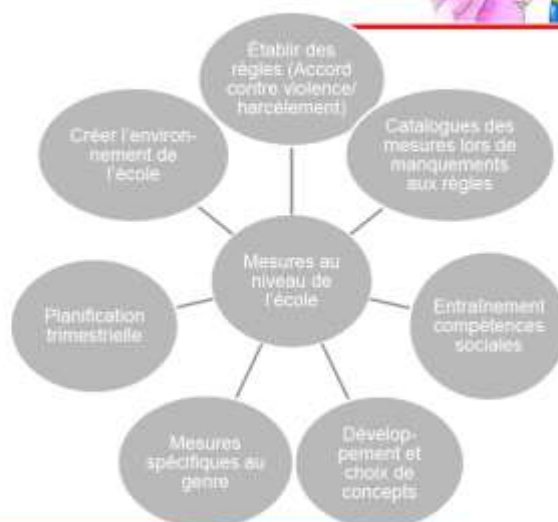 Établir des
règles (Accord
contre violence/
harcèlement)
Créer l'environ-
nement de
l'école
Catalogues des
mesures lors de
manquements
aux règles
Mesures au
niveau de
l'école
Planification
trimestrielle
Entraînement
compétences
sociales
Mesures
spécifiques au
genre
Dévelop-
pement et
choix de
concepts